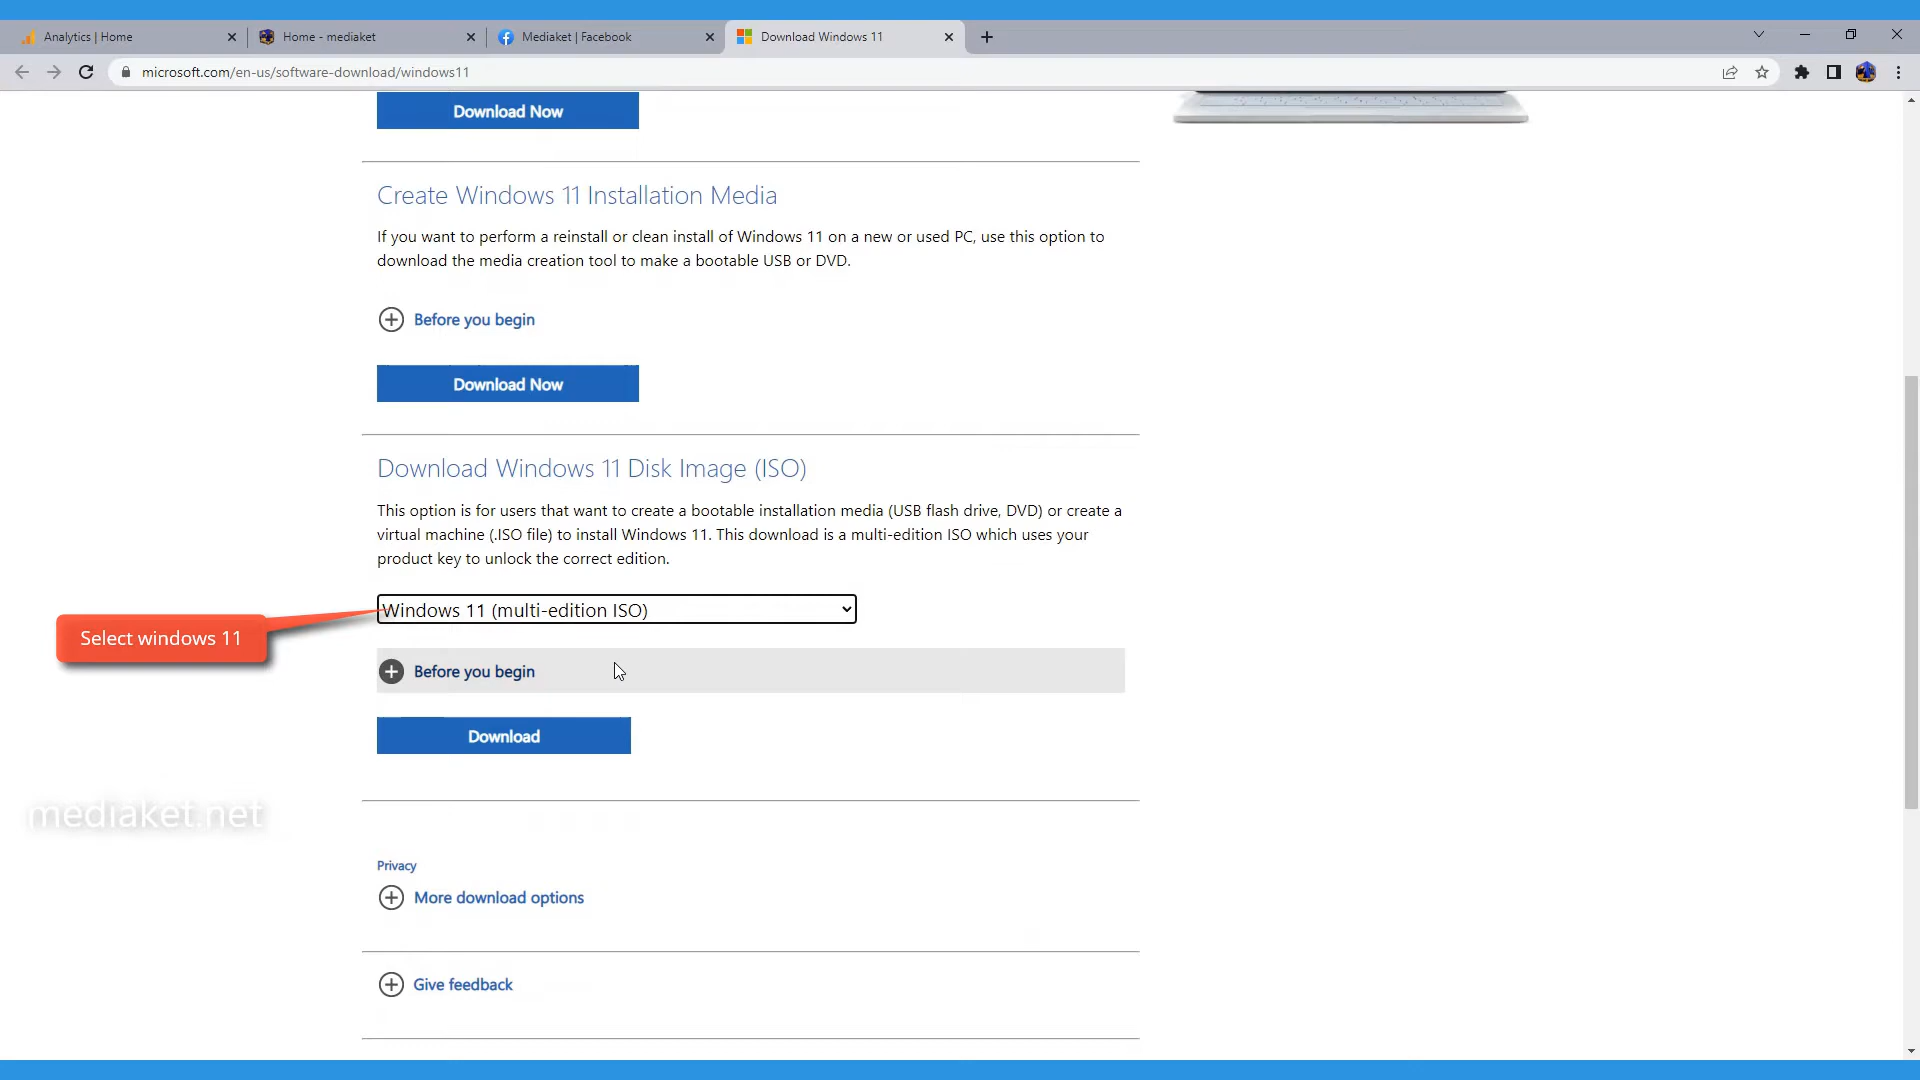 Analytics | Home
Home - mediaket
Mediaket | Facebook
Download Windows 11
microsoft.com/en-us/software-download/windows11
Download Now
Create Windows 11 Installation Media
If you want to perform a reinstall or clean install of Windows 11 on a new or used PC, use this option to
download the media creation tool to make a bootable USB or DVD.
Before you begin
Download Now
Download Windows 11 Disk Image (ISO)
This option is for users that want to create a bootable installation media (USB flash drive, DVD) or create a
virtual machine (.ISO file) to install Windows 11. This download is a multi-edition ISO which uses your
product key to unlock the correct edition.
Windows 11 (multi-edition ISO)
Select windows 11
Before you begin
Download
mediaket.net
Privacy
More download options
Give feedback